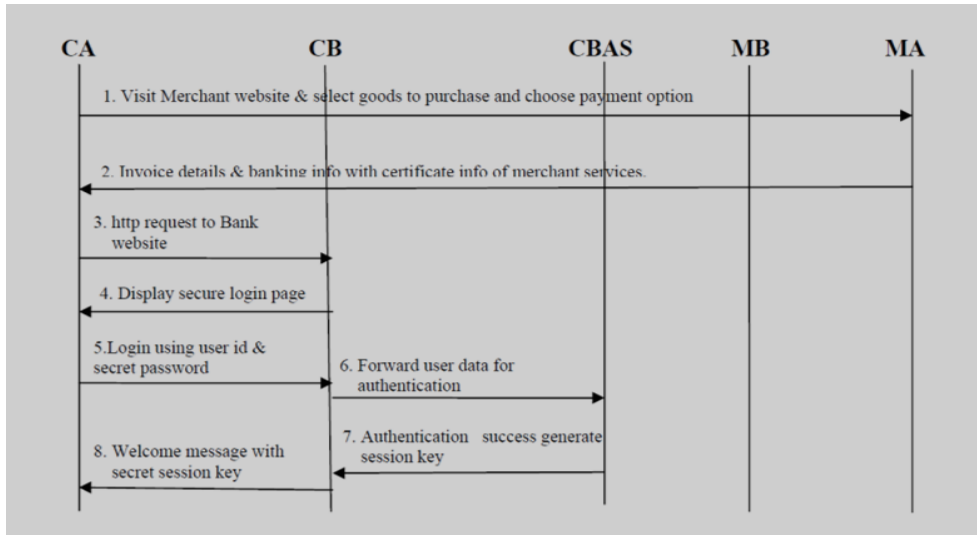 CA CB CBAS MB MA
1. Visit Merchant website & select goods to purchase and choose payment option
2. Invoice details & banking info with certificate info of merchant services.
3. http request to Bank
website
4. Display secure login page
5.Login using user id &
secret password
6. Forward user data for
authentication
7. Authentication success generate
session key
8. Welcome message with
secret session key